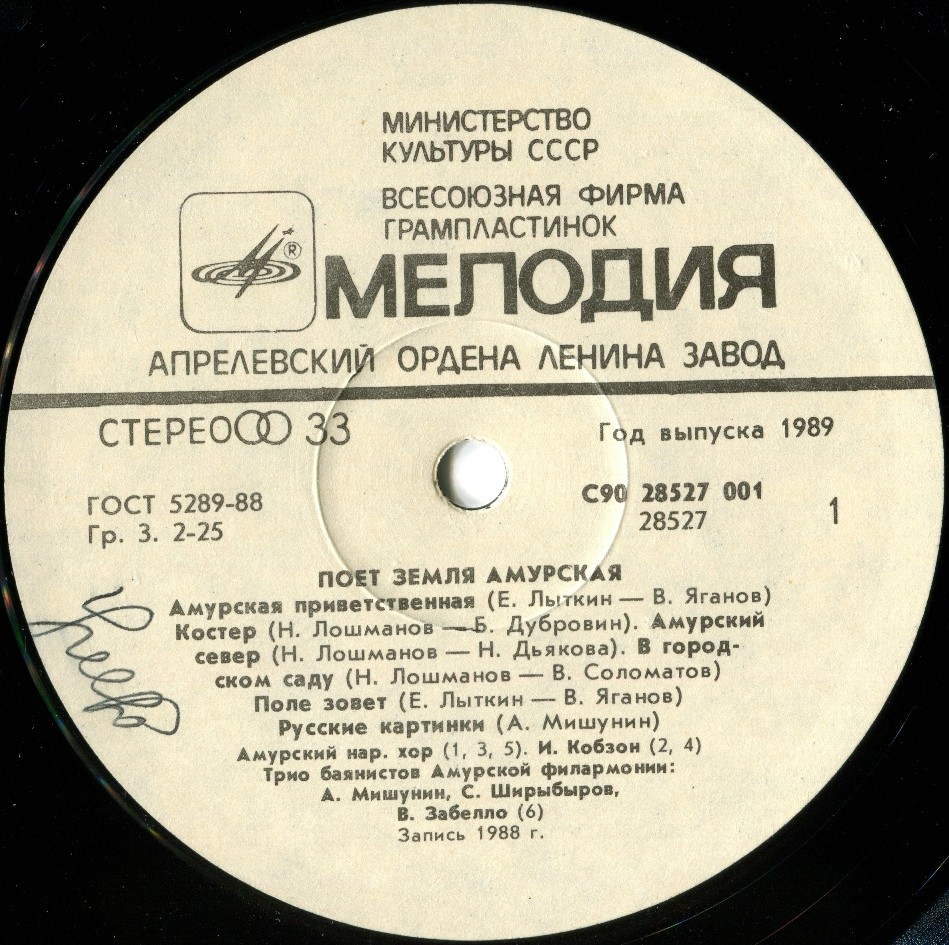 МИНИСТЕРСТВО
КУЛЬТУРЫ СССР
ВСЕСОЮЗНАЯ ФИРМА
ГРАМПЛАСТИНОК
®
МЕЛОДИЯ
АПРЕЛЕВСКИЙ ОРДЕНА ЛЕНИНА ЗАВОД
СТЕРЕО 33
Год выпуска 1989
ГОСТ 5289-88
Гр. 3. 2-25
С90 28527 001
28527
1
ПОЕТ ЗЕМЛЯ АМУРСКАЯ
Амурская приветственная (Е. Лыткин — В. Яганов)
Костер (Н. Лошманов — Б. Дубровин). Амурский
север (Н. Лошманов — Н. Дьякова). В город-
ском саду (Н. Лошманов — В. Соломатов)
Поле зовет (Е. Лыткин — В. Яганов)
Русские картинки (А. Мишунин)
Амурский нар. хор (1, 3, 5). И. Кобзон (2, 4)
Трио баянистов Амурской филармонии:
А. Мишунин, С. Ширыбыров,
В. Забелло (6)
Запись 1988 г.